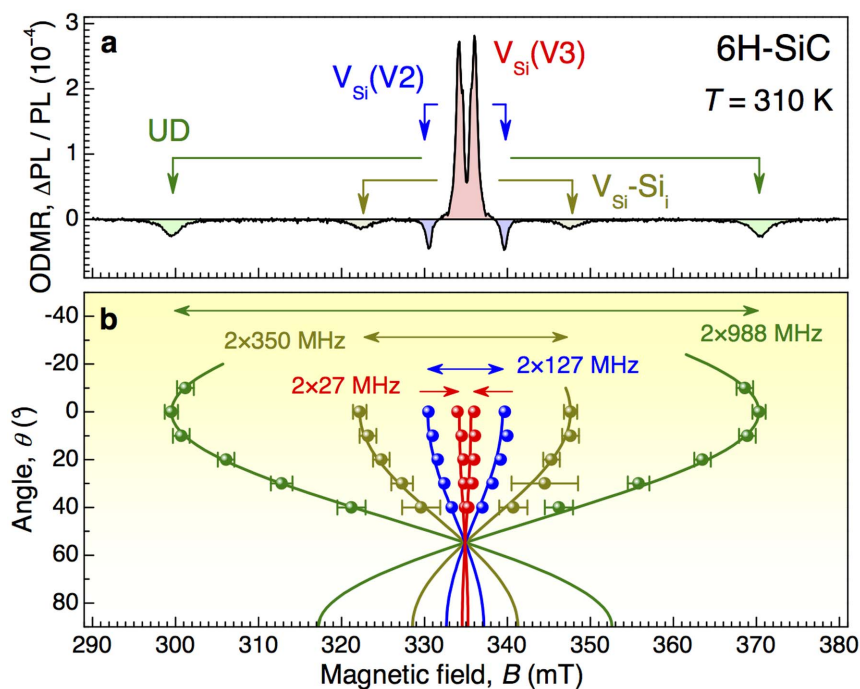 a
6H-SiC
T = 310 K
V_Si(V3)
V_Si(V2)
UD
V_Si-Si_i
ODMR, ΔPL / PL (10⁻⁴)
3
2
1
0
b
2×988 MHz
2×350 MHz
2×127 MHz
2×27 MHz
Angle, θ (°)
-40
-20
0
20
40
60
80
290 300 310 320 330 340 350 360 370 380
Magnetic field, B (mT)